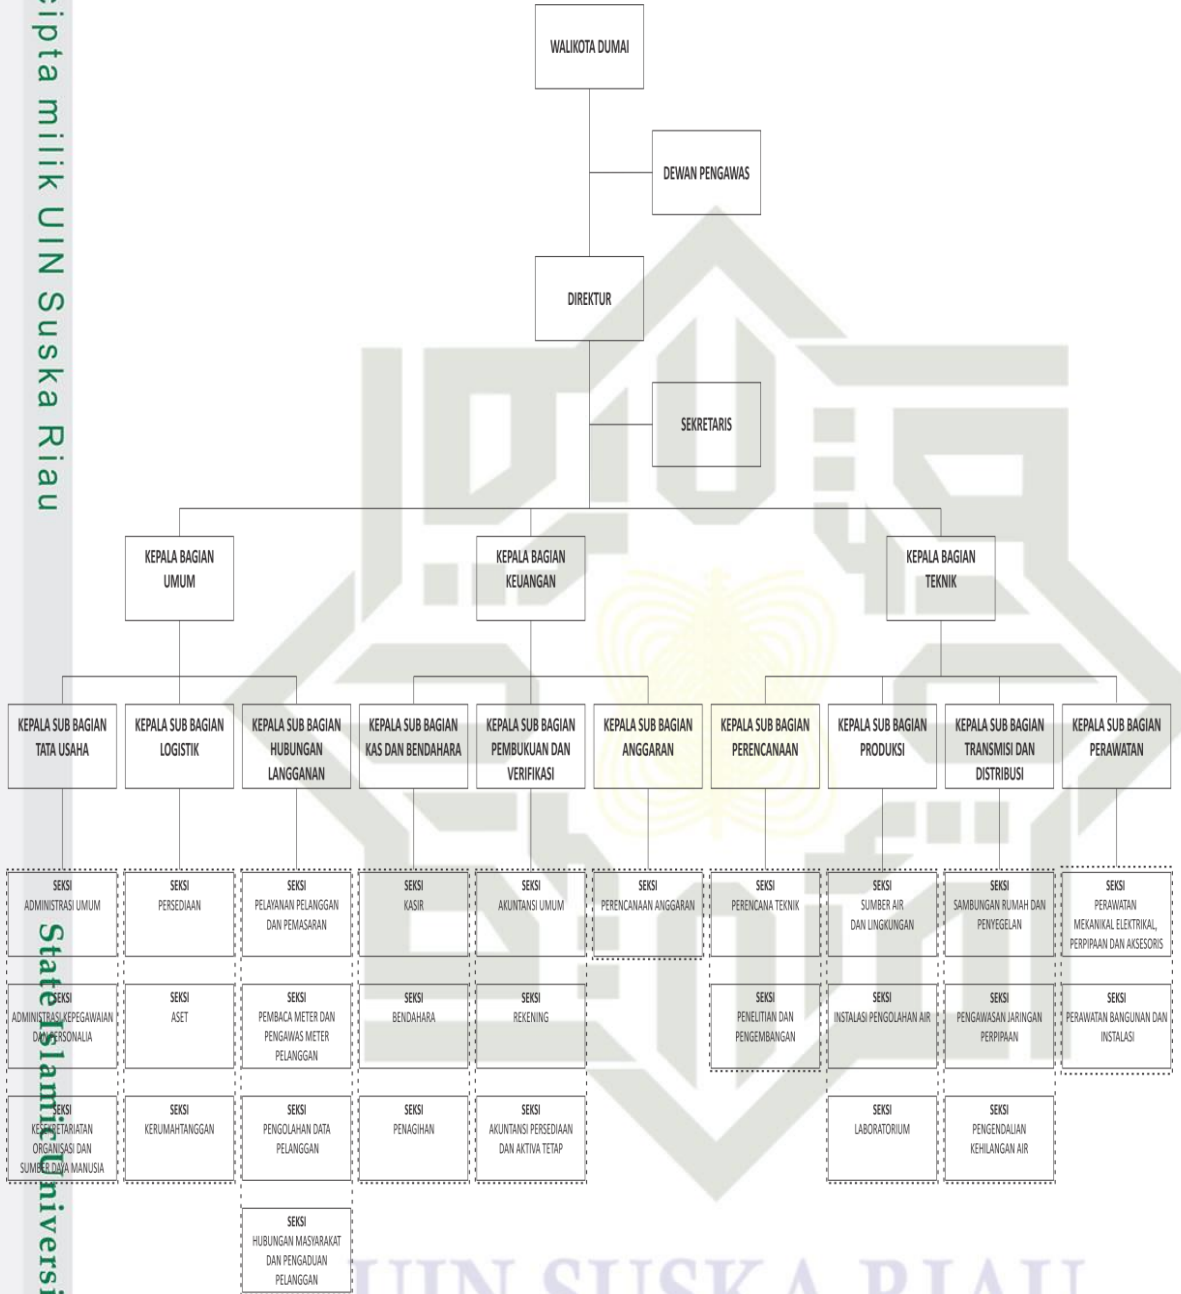 cipta milik UIN Suska Riau
WALIKOTA DUMAI
DEWAN PENGAWAS
DIREKTUR
SEKRETARIS
KEPALA BAGIAN
UMUM
KEPALA BAGIAN
KEUANGAN
KEPALA BAGIAN
TEKNIK
KEPALA SUB BAGIAN
TATA USAHA
KEPALA SUB BAGIAN
LOGISTIK
KEPALA SUB BAGIAN
HUBUNGAN
LANGGANAN
KEPALA SUB BAGIAN
KAS DAN BENDAHARA
KEPALA SUB BAGIAN
PEMBUKUAN DAN
VERIFIKASI
KEPALA SUB BAGIAN
ANGGARAN
KEPALA SUB BAGIAN
PERENCANAAN
KEPALA SUB BAGIAN
PRODUKSI
KEPALA SUB BAGIAN
TRANSMISI DAN
DISTRIBUSI
KEPALA SUB BAGIAN
PERAWATAN
SEKSI
ADMINISTRASI UMUM
SEKSI
PERSEDIAAN
SEKSI
PELAYANAN PELANGGAN
DAN PEMASARAN
SEKSI
KASIR
SEKSI
AKUNTANSI UMUM
SEKSI
PERENCANAAN ANGGARAN
SEKSI
PERENCANA TEKNIK
SEKSI
SUMBER AIR
DAN LINGKUNGAN
SEKSI
SAMBUNGAN RUMAH DAN
PENYEGELAN
SEKSI
PERAWATAN
MEKANIKAL ELEKTRIKAL,
PERPIPAAN DAN AKSESORIS
SEKSI
ADMINISTRASI KEPEGAWAIAN
DAN PERSONALIA
SEKSI
ASET
SEKSI
PEMBACA METER DAN
PENGAWAS METER
PELANGGAN
SEKSI
BENDAHARA
SEKSI
REKENING
SEKSI
PENELITIAN DAN
PENGEMBANGAN
SEKSI
INSTALASI PENGOLAHAN AIR
SEKSI
PENGAWASAN JARINGAN
PERPIPAAN
SEKSI
PERAWATAN BANGUNAN DAN
INSTALASI
SEKSI
KESEKRETARIATAN
ORGANISASI DAN
SUMBER DAYA MANUSIA
SEKSI
KERUMAHTANGGAN
SEKSI
PENGOLAHAN DATA
PELANGGAN
SEKSI
PENAGIHAN
SEKSI
AKUNTANSI PERSEDIAAN
DAN AKTIVA TETAP
SEKSI
LABORATORIUM
SEKSI
PENGENDALIAN
KEHILANGAN AIR
SEKSI
HUBUNGAN MASYARAKAT
DAN PENGADUAN
PELANGGAN
State Islamic Universi
UIN SUSKA RIAU